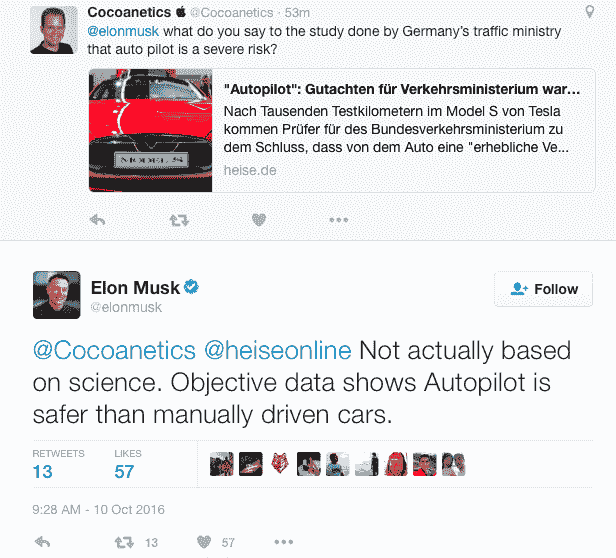 Cocoanetics @Cocoanetics · 53m
@elonmusk what do you say to the study done by Germany's traffic ministry
that auto pilot is a severe risk?
"Autopilot": Gutachten für Verkehrsministerium war...
Nach Tausenden Testkilometern im Model S von Tesla
kommen Prüfer für des Bundesverkehrsministerium zu
dem Schluss, dass von dem Auto eine "erhebliche Ve...
heise.de
MODEL S
Elon Musk
@elonmusk
Follow
@Cocoanetics @heiseonline Not actually based
on science. Objective data shows Autopilot is
safer than manually driven cars.
RETWEETS LIKES
13 57
9:28 AM - 10 Oct 2016
13 57